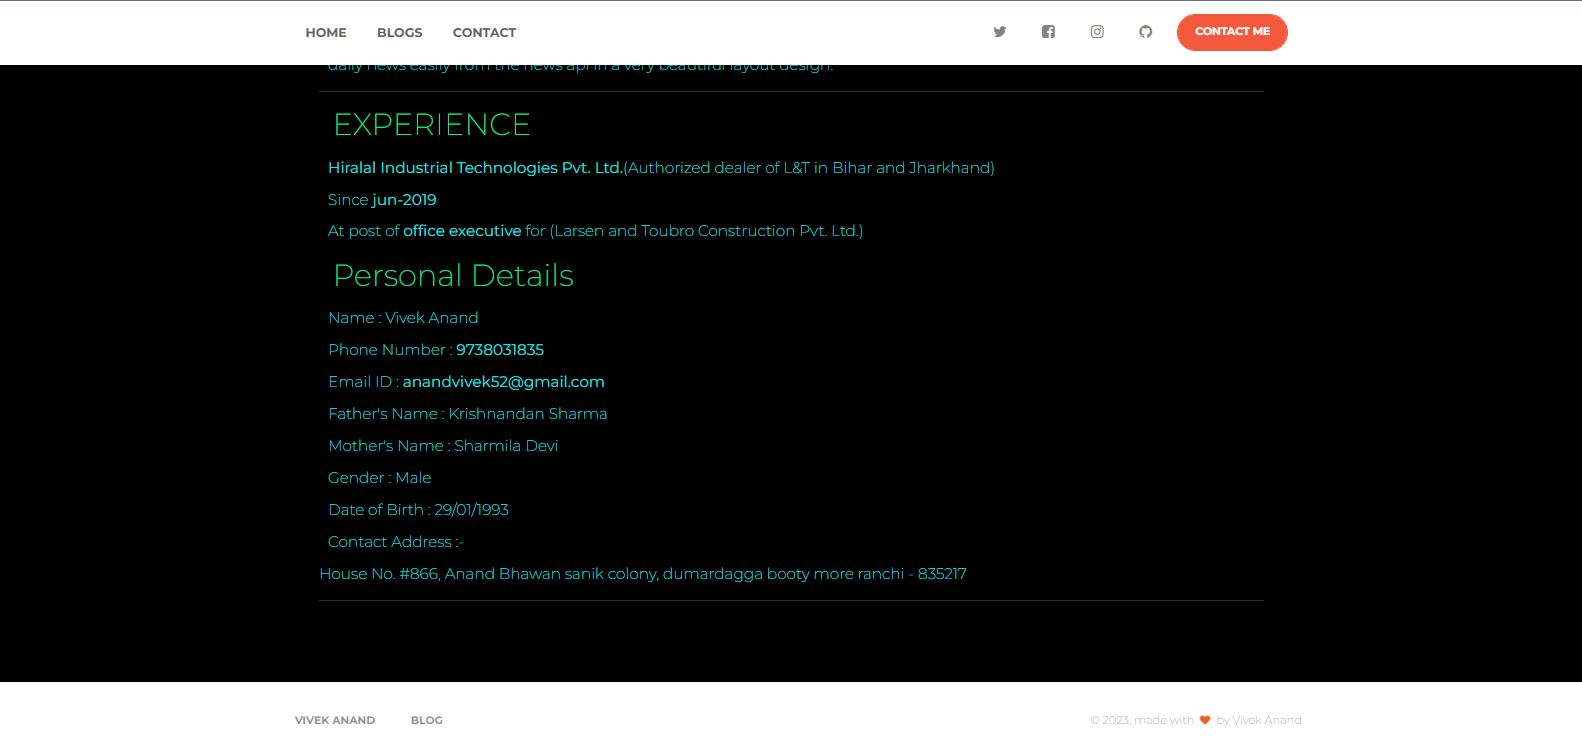 HOME BLOGS CONTACT CONTACT ME
daily news easily from the news api in a very beautiful layout design.
EXPERIENCE
Hiralal Industrial Technologies Pvt. Ltd.(Authorized dealer of L&T in Bihar and Jharkhand)
Since jun-2019
At post of office executive for (Larsen and Toubro Construction Pvt. Ltd.)
Personal Details
Name : Vivek Anand
Phone Number : 9738031835
Email ID : anandvivek52@gmail.com
Father's Name : Krishnandan Sharma
Mother's Name : Sharmila Devi
Gender : Male
Date of Birth : 29/01/1993
Contact Address :-
House No. #866, Anand Bhawan sanik colony, dumardagga booty more ranchi - 835217
VIVEK ANAND BLOG © 2023, made with by Vivek Anand